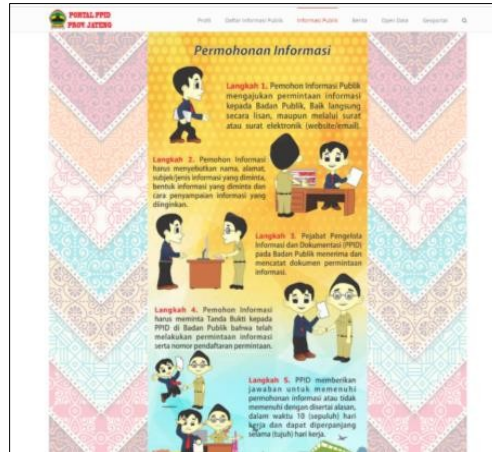 PORTAL PPID
PROV JATENG
Profil Daftar Informasi Publik Informasi Publik Berita Open Data Geoportal
Permohonan Informasi
Langkah 1. Pemohon Informasi Publik
mengajukan permintaan informasi
kepada Badan Publik, Baik langsung
secara lisan, maupun melalui surat
atau surat elektronik (website/email).
Langkah 2. Pemohon Informasi
harus menyebutkan nama, alamat,
subjek/jenis informasi yang diminta,
bentuk informasi yang diminta dan
cara penyampaian informasi yang
diinginkan.
Langkah 3. Pejabat Pengelola
Informasi dan Dokumentasi (PPID)
pada Badan Publik menerima dan
mencatat dokumen permintaan
informasi.
Langkah 4. Pemohon Informasi
harus meminta Tanda Bukti kepada
PPID di Badan Publik bahwa telah
melakukan permintaan informasi
serta nomor pendaftaran permintaan.
Langkah 5. PPID memberikan
jawaban untuk memenuhi
permohonan informasi atau tidak
memenuhi dengan disertai alasan,
dalam waktu 10 (sepuluh) hari
kerja dan dapat diperpanjang
selama (tujuh) hari kerja.